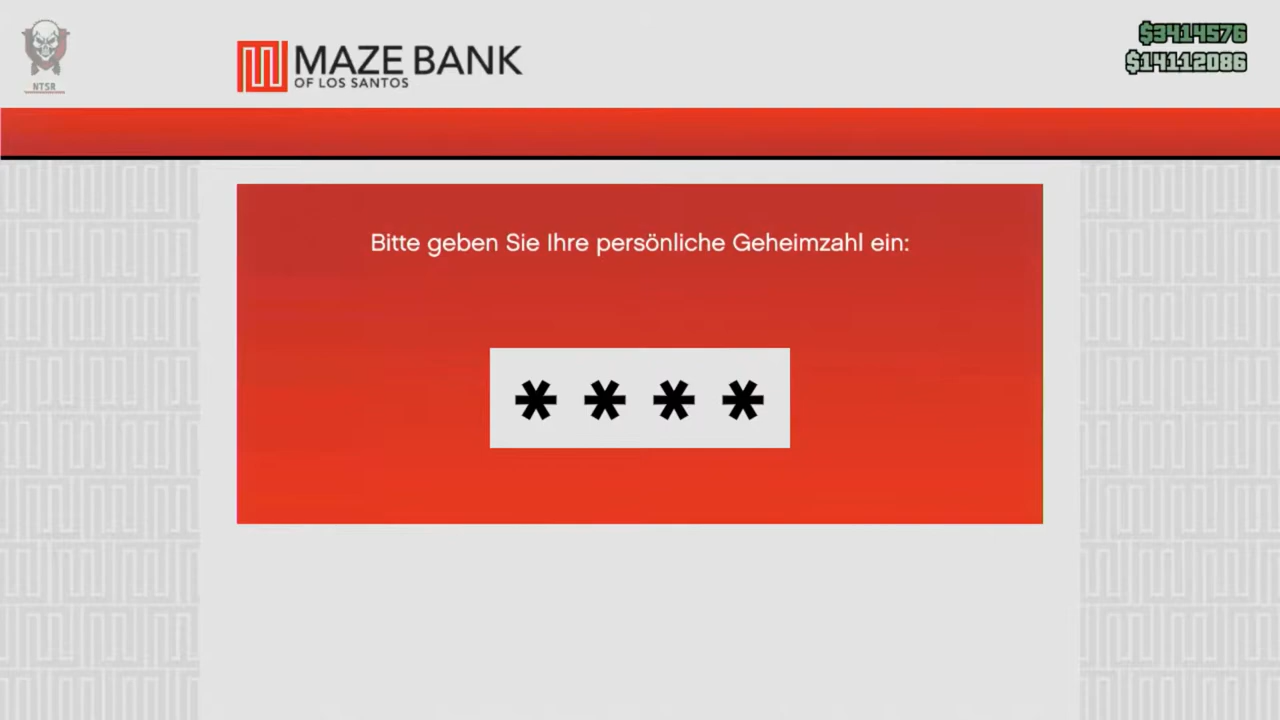 NTSR
MAZE BANK
OF LOS SANTOS
$3414576
$14112086
Bitte geben Sie Ihre persönliche Geheimzahl ein:
* * * *